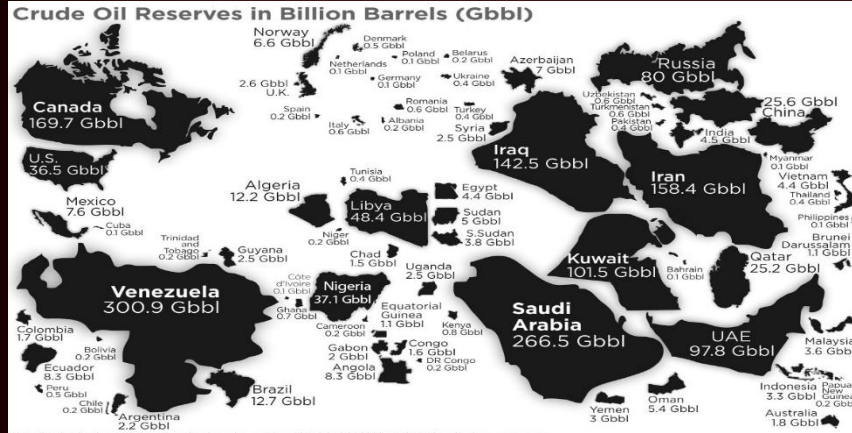 Crude Oil Reserves in Billion Barrels (Gbbl)
Norway
6.6 Gbbl
Denmark
0.5 Gbbl
Netherlands
0.1 Gbbl
Poland
0.1 Gbbl
Belarus
0.2 Gbbl
Germany
0.1 Gbbl
Ukraine
0.4 Gbbl
2.6 Gbbl
U.K.
Spain
0.2 Gbbl
Italy
0.6 Gbbl
Romania
0.6 Gbbl
Albania
0.2 Gbbl
Turkey
0.4 Gbbl
Syria
2.5 Gbbl
Azerbaijan
7 Gbbl
Russia
80 Gbbl
Uzbekistan
0.6 Gbbl
Turkmenistan
0.6 Gbbl
Pakistan
0.4 Gbbl
25.6 Gbbl
China
India
4.5 Gbbl
Canada
169.7 Gbbl
U.S.
36.5 Gbbl
Mexico
7.6 Gbbl
Cuba
0.1 Gbbl
Iraq
142.5 Gbbl
Iran
158.4 Gbbl
Myanmar
0.1 Gbbl
Vietnam
4.4 Gbbl
Thailand
0.4 Gbbl
Philippines
0.1 Gbbl
Brunei
Darussalam
1.1 Gbbl
Algeria
12.2 Gbbl
Tunisia
0.4 Gbbl
Libya
48.4 Gbbl
Egypt
4.4 Gbbl
Sudan
5 Gbbl
S.Sudan
3.8 Gbbl
Niger
0.2 Gbbl
Chad
1.5 Gbbl
Trinidad
and
Tobago
0.2 Gbbl
Guyana
2.5 Gbbl
Venezuela
300.9 Gbbl
Côte
d'Ivoire
0.1 Gbbl
Ghana
0.7 Gbbl
Nigeria
37.1 Gbbl
Uganda
2.5 Gbbl
Cameroon
0.2 Gbbl
Equatorial
Guinea
1.1 Gbbl
Kenya
0.8 Gbbl
Gabon
2 Gbbl
Congo
1.6 Gbbl
DR Congo
0.2 Gbbl
Angola
8.3 Gbbl
Kuwait
101.5 Gbbl
Bahrain
0.1 Gbbl
Qatar
25.2 Gbbl
Saudi
Arabia
266.5 Gbbl
UAE
97.8 Gbbl
Malaysia
3.6 Gbbl
Colombia
1.7 Gbbl
Bolivia
0.2 Gbbl
Ecuador
8.3 Gbbl
Peru
0.5 Gbbl
Chile
0.2 Gbbl
Argentina
2.2 Gbbl
Brazil
12.7 Gbbl
Yemen
3 Gbbl
Oman
5.4 Gbbl
Indonesia
3.3 Gbbl
Papua
New
Guinea
0.2 Gbbl
Australia
1.8 Gbbl